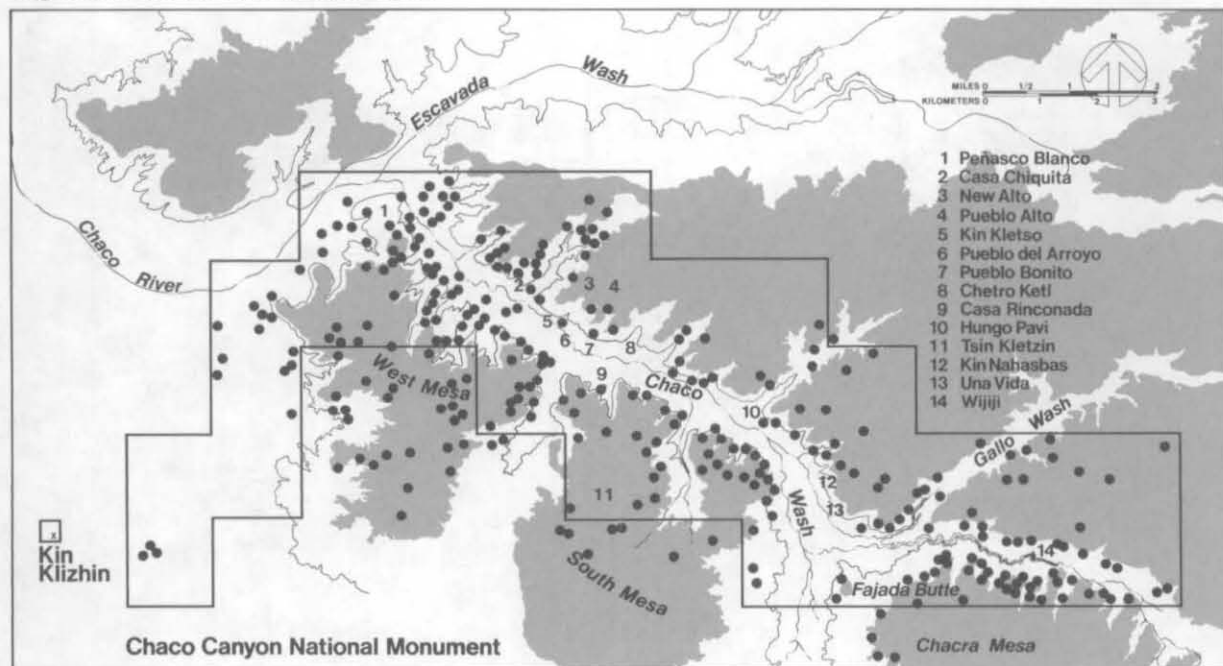 Escavada Wash
N
MILES 0 1/2 1 2
KILOMETERS 0 1 2 3
Chaco River
1 Peñasco Blanco
2 Casa Chiquita
3 New Alto
4 Pueblo Alto
5 Kin Kletso
6 Pueblo del Arroyo
7 Pueblo Bonito
8 Chetro Ketl
9 Casa Rinconada
10 Hungo Pavi
11 Tsin Kletzin
12 Kin Nahasbas
13 Una Vida
14 Wijiji
1
2
3
4
5
6
7
8
9
10
11
12
13
14
West Mesa
Chaco Wash
Gallo Wash
x
Kin
Klizhin
South Mesa
Fajada Butte
Chacra Mesa
Chaco Canyon National Monument